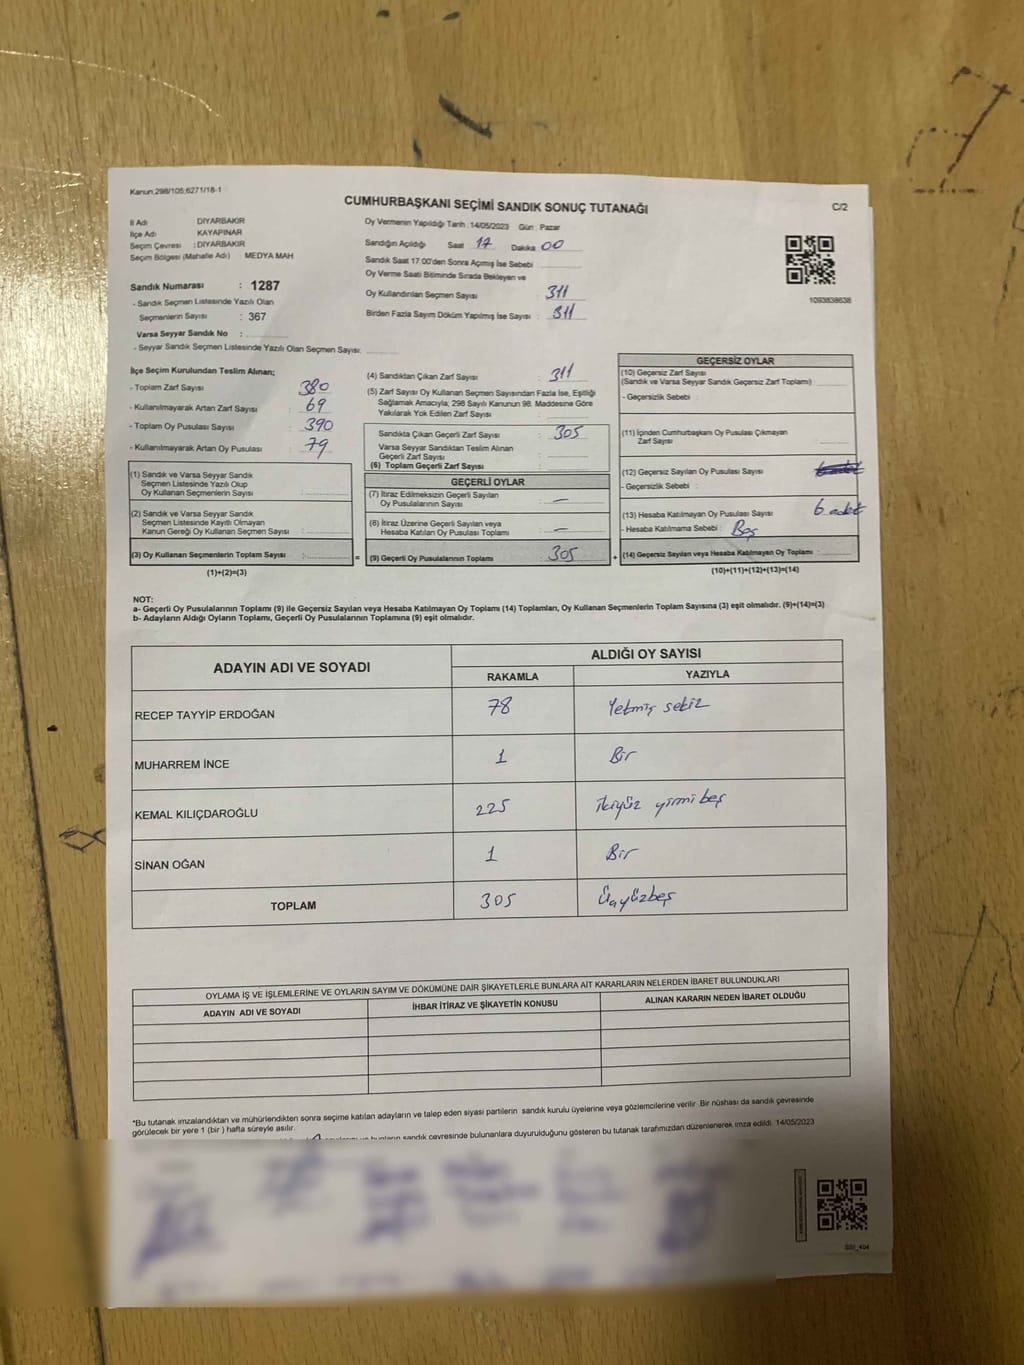 Kanun,298/105;6271/18-1
CUMHURBAŞKANI SEÇİMİ SANDIK SONUÇ TUTANAĞI
C/2
İl Adı DİYARBAKIR
İlçe Adı KAYAPINAR
Seçim Çevresi : DİYARBAKIR
Seçim Bölgesi (Mahalle Adı) MEDYA MAH
Sandık Numarası : 1287
- Sandık Seçmen Listesinde Yazılı Olan
Seçmenlerin Sayısı : 367
Varsa Seyyar Sandık No :
- Seyyar Sandık Seçmen Listesinde Yazılı Olan Seçmen Sayısı:
Oy Vermenin Yapıldığı Tarih :14/05/2023 Gün : Pazar
Sandığın Açıldığı Saat 17 Dakika 00
Sandık Saat 17:00'den Sonra Açımış İse Sebebi
Oy Verme Saati Bitiminde Sırada Bekleyen ve
Oy Kullandırılan Seçmen Sayısı : 311
Birden Fazla Sayım Döküm Yapılmış İse Sayısı : 311
1093838638
İlçe Seçim Kurulundan Teslim Alınan;
- Toplam Zarf Sayısı : 380
- Kullanılmayarak Artan Zarf Sayısı : 69
- Toplam Oy Pusulası Sayısı : 390
- Kullanılmayarak Artan Oy Pusulası : 79
(1) Sandık ve Varsa Seyyar Sandık
Seçmen Listesinde Yazılı Olup
Oy Kullanan Seçmenlerin Sayısı :
(2) Sandık ve Varsa Seyyar Sandık
Seçmen Listesinde Kayıtlı Olmayan
Kanun Gereği Oy Kullanan Seçmen Sayısı :
(3) Oy Kullanan Seçmenlerin Toplam Sayısı :
(1)+(2)=(3)
(4) Sandıktan Çıkan Zarf Sayısı : 311
(5) Zarf Sayısı Oy Kullanan Seçmen Sayısından Fazla İse, Eşitliği
Sağlamak Amacıyla; 298 Sayılı Kanunun 98. Maddesine Göre
Yakılarak Yok Edilen Zarf Sayısı :
Sandıkta Çıkan Geçerli Zarf Sayısı : 305
Varsa Seyyar Sandıktan Teslim Alınan
Geçerli Zarf Sayısı :
(6) Toplam Geçerli Zarf Sayısı :
GEÇERLİ OYLAR
(7) İtiraz Edilmeksizin Geçerli Sayılan
Oy Pusulalarının Sayısı : —
(8) İtiraz Üzerine Geçerli Sayılan veya
Hesaba Katılan Oy Pusulası Toplamı : —
= (9) Geçerli Oy Pusulalarının Toplamı 305 +
GEÇERSİZ OYLAR
(10) Geçersiz Zarf Sayısı
(Sandık ve Varsa Seyyar Sandık Geçersiz Zarf Toplamı)
- Geçersizlik Sebebi :
(11) İçinden Cumhurbaşkanı Oy Pusulası Çıkmayan
Zarf Sayısı :
(12) Geçersiz Sayılan Oy Pusulası Sayısı
- Geçersizlik Sebebi :
(13) Hesaba Katılmayan Oy Pusulası Sayısı : 6 adet
- Hesaba Katılmama Sebebi : Boş
(14) Geçersiz Sayılan veya Hesaba Katılmayan Oy Toplamı :
(10)+(11)+(12)+(13)=(14)
NOT:
a- Geçerli Oy Pusulalarının Toplamı (9) ile Geçersiz Sayılan veya Hesaba Katılmayan Oy Toplamı (14) Toplamları, Oy Kullanan Seçmenlerin Toplam Sayısına (3) eşit olmalıdır. (9)+(14)=(3)
b- Adayların Aldığı Oyların Toplamı, Geçerli Oy Pusulalarının Toplamına (9) eşit olmalıdır.
ADAYIN ADI VE SOYADI ALDIĞI OY SAYISI
RAKAMLA YAZIYLA
RECEP TAYYİP ERDOĞAN 78 Yetmiş sekiz
MUHARREM İNCE 1 Bir
KEMAL KILIÇDAROĞLU 225 İkiyüz yirmi beş
SİNAN OĞAN 1 Bir
TOPLAM 305 Üçyüzbeş
OYLAMA İŞ VE İŞLEMLERİNE VE OYLARIN SAYIM VE DÖKÜMÜNE DAİR ŞİKAYETLERLE BUNLARA AİT KARARLARIN NELERDEN İBARET BULUNDUKLARI
ADAYIN ADI VE SOYADI İHBAR İTİRAZ VE ŞİKAYETİN KONUSU ALINAN KARARIN NEDEN İBARET OLDUĞU
*Bu tutanak imzalandıktan ve mühürlendikten sonra seçime katılan adayların ve talep eden siyasi partilerin sandık kurulu üyelerine veya gözlemcilerine verilir .Bir nüshası da sandık çevresinde
görülecek bir yere 1 (bir ) hafta süreyle asılır.
sandık çevresinde bulunanlara duyurulduğunu gösteren bu tutanak tarafımızdan düzenlenerek imza edildi. 14/05/2023